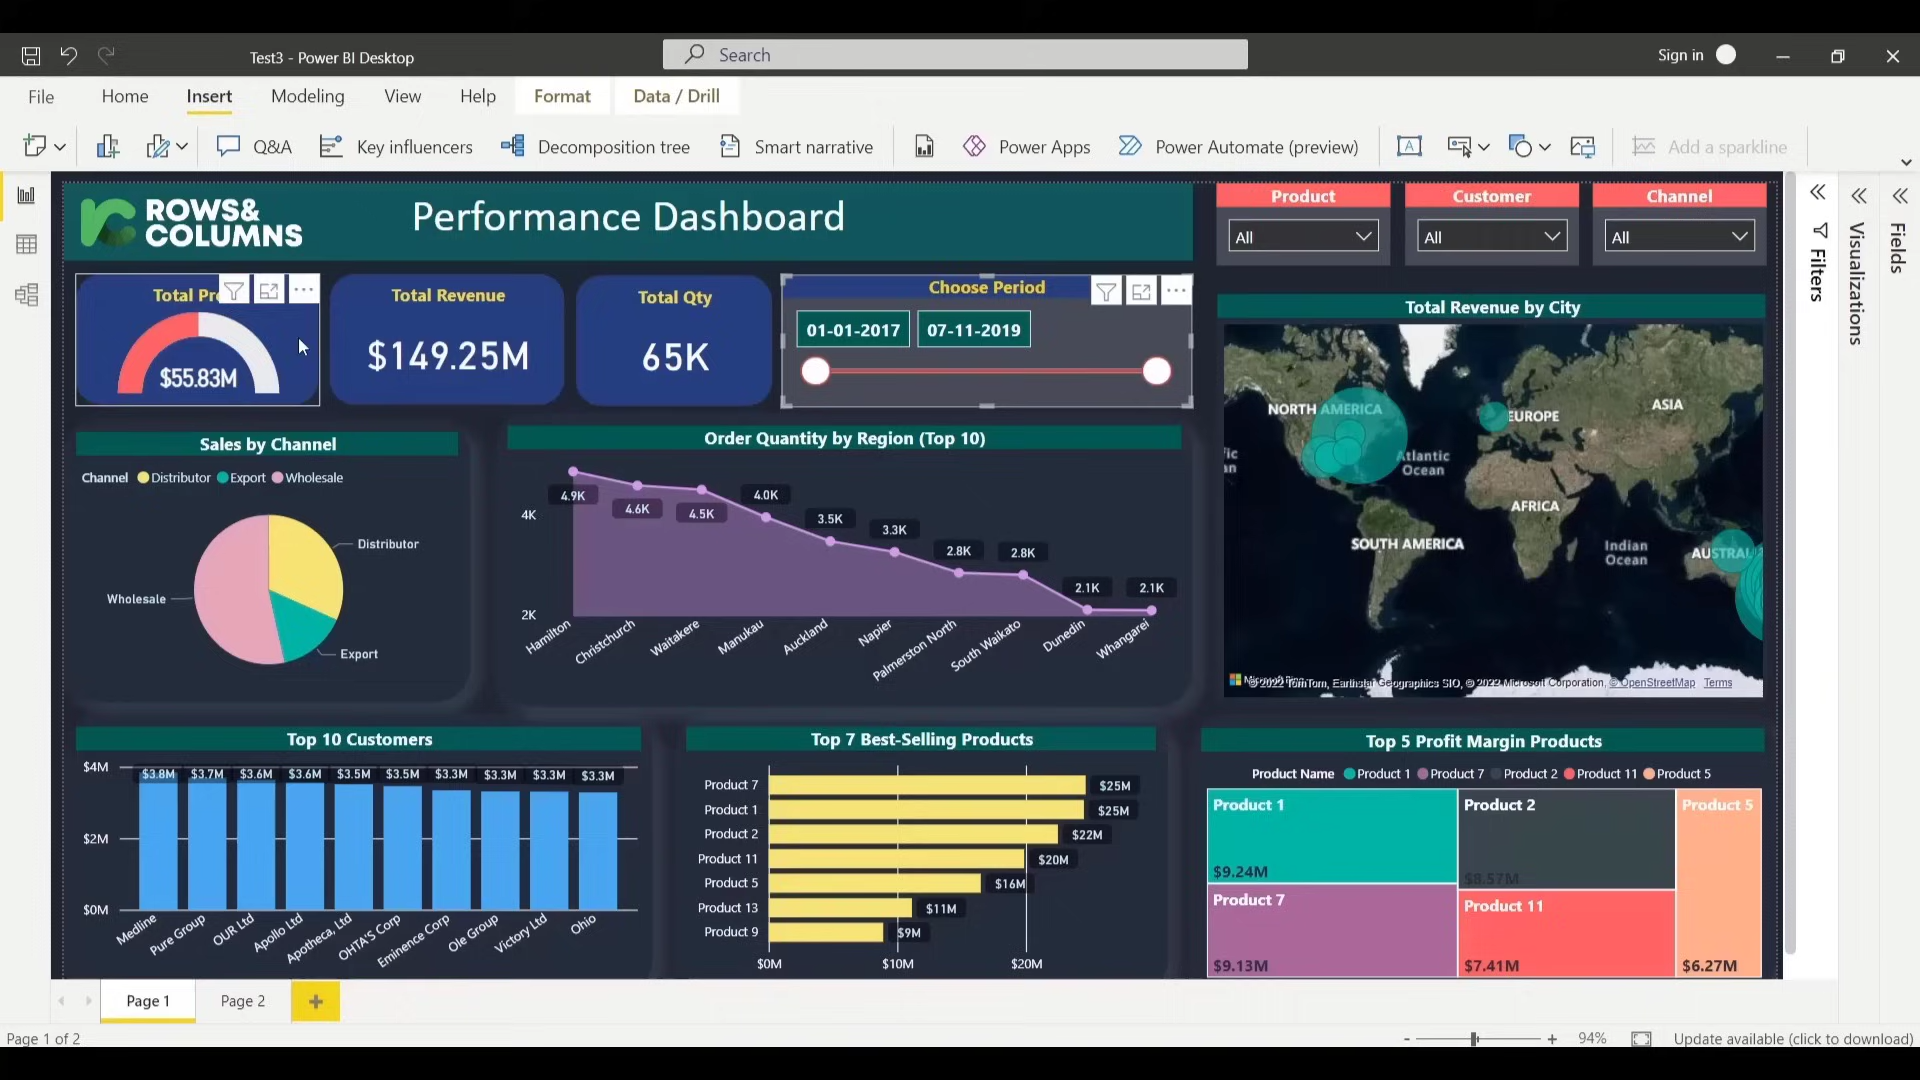 Test3 - Power BI Desktop
Search
Sign in
File
Home
Insert
Modeling
View
Help
Format
Data / Drill
Q&A
Key influencers
Decomposition tree
Smart narrative
Power Apps
Power Automate (preview)
Add a sparkline
ROWS&
COLUMNS
Performance Dashboard
Product
All
Customer
All
Channel
All
Filters
Visualizations
Fields
Total Pr
$55.83M
Total Revenue
$149.25M
Total Qty
65K
Choose Period
01-01-2017
07-11-2019
Total Revenue by City
NORTH AMERICA
EUROPE
ASIA
Atlantic
Ocean
AFRICA
SOUTH AMERICA
Indian
Ocean
AUSTRAL
© 2022 TomTom, Earthstar Geographics SIO, © 2022 Microsoft Corporation, © OpenStreetMap Terms
Sales by Channel
Channel Distributor Export Wholesale
Distributor
Wholesale
Export
Order Quantity by Region (Top 10)
4K
2K
4.9K
4.6K
4.5K
4.0K
3.5K
3.3K
2.8K
2.8K
2.1K
2.1K
Hamilton
Christchurch
Waitakere
Manukau
Auckland
Napier
Palmerston North
South Waikato
Dunedin
Whangarei
Top 10 Customers
$4M
$2M
$0M
$3.8M
$3.7M
$3.6M
$3.6M
$3.5M
$3.5M
$3.3M
$3.3M
$3.3M
$3.3M
Medline
Pure Group
OUR Ltd
Apollo Ltd
Apotheca, Ltd
OHTA'S Corp
Eminence Corp
Ole Group
Victory Ltd
Ohio
Top 7 Best-Selling Products
Product 7 $25M
Product 1 $25M
Product 2 $22M
Product 11 $20M
Product 5 $16M
Product 13 $11M
Product 9 $9M
$0M
$10M
$20M
Top 5 Profit Margin Products
Product Name Product 1 Product 7 Product 2 Product 11 Product 5
Product 1
$9.24M
Product 7
$9.13M
Product 2
$8.57M
Product 11
$7.41M
Product 5
$6.27M
Page 1
Page 2
Page 1 of 2
94%
Update available (click to download)